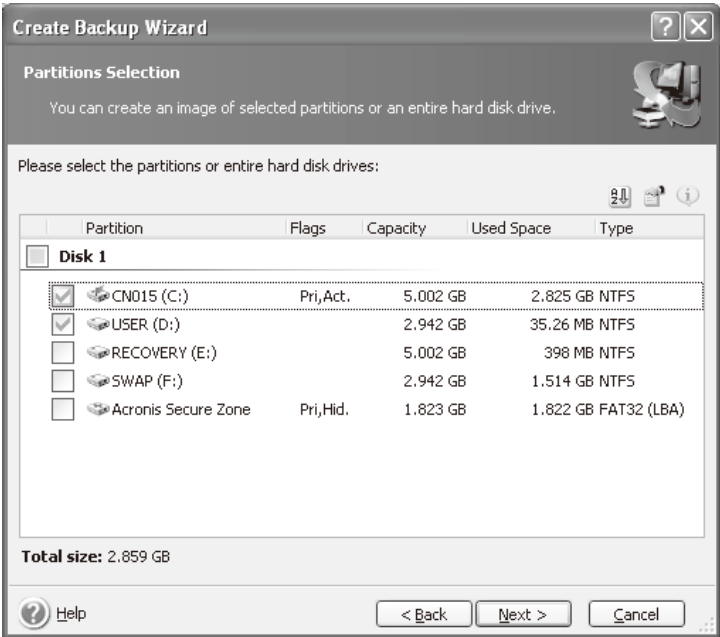 Create Backup Wizard
Partitions Selection
You can create an image of selected partitions or an entire hard disk drive.
Please select the partitions or entire hard disk drives:
Partition Flags Capacity Used Space Type
Disk 1
CN015 (C:) Pri,Act. 5.002 GB 2.825 GB NTFS
USER (D:) 2.942 GB 35.26 MB NTFS
RECOVERY (E:) 5.002 GB 398 MB NTFS
SWAP (F:) 2.942 GB 1.514 GB NTFS
Acronis Secure Zone Pri,Hid. 1.823 GB 1.822 GB FAT32 (LBA)
Total size: 2.859 GB
Help < Back Next > Cancel